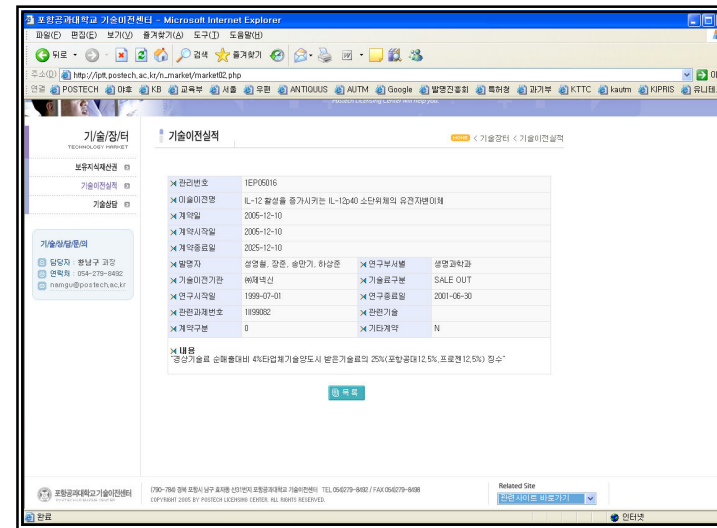 포항공과대학교 기술이전센터 - Microsoft Internet Explorer
파일(F) 편집(E) 보기(V) 즐겨찾기(A) 도구(T) 도움말(H)
뒤로 검색 즐겨찾기
주소(D) http://iptt.postech.ac.kr/n_market/market02.php
연결 POSTECH 야후 KB 교육부 서울 우편 ANTIQUUS AUTM Google 발명진흥회 특허청 과기부 KTTC kautm KIPRIS 유니테
Postech Licensing Center will help you.
기/술/장/터
TECHNOLOGY MARKET
보유지식재산권
기술이전실적
기술상담
기/술/상/담/문/의
담당자 : 황남구 과장
연락처 : 054-279-8492
namgu@postech.ac.kr
기술이전실적
HOME < 기술장터 < 기술이전실적
관리번호 1EP05016
이술이전명 IL-12 활성을 증가시키는 IL-12p40 소단위체의 유전자변이체
계약일 2005-12-10
계약시작일 2005-12-10
계약종료일 2025-12-10
발명자 성영철, 장준, 송만기, 하상준 연구부서별 생명과학과
기술이전기관 ㈜제넥신 기술료구분 SALE OUT
연구시작일 1999-07-01 연구종료일 2001-06-30
관련과제번호 1899082 관련기술
계약구분 0 기타계약 N
내용
"경상기술료 순매출대비 4%타업체기술양도시 받은기술료의 25%(포항공대12.5%,프로젠12.5%) 징수"
목록
포항공과대학교기술이전센터
(790-784) 경북 포항시 남구 효자동 산31번지 포항공과대학교 기술이전센터 TEL.054)279-8492 / FAX 054)279-8498
COPYRIGHT 2005 BY POSTECH LICENSING CENTER. ALL RIGHTS RESERVED.
Related Site
관련사이트 바로가기
완료 인터넷